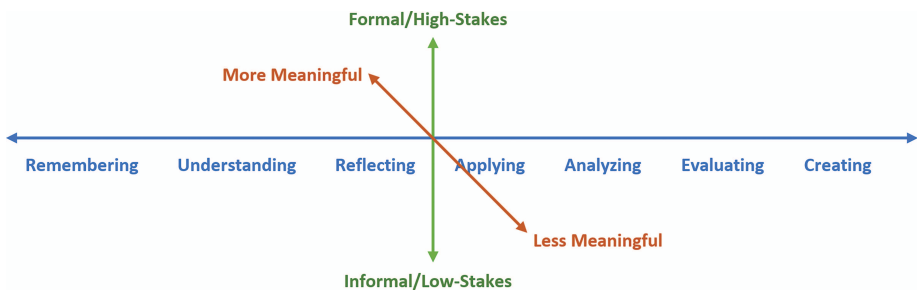 Formal/High-Stakes
More Meaningful
Remembering Understanding Reflecting Applying Analyzing Evaluating Creating
Less Meaningful
Informal/Low-Stakes